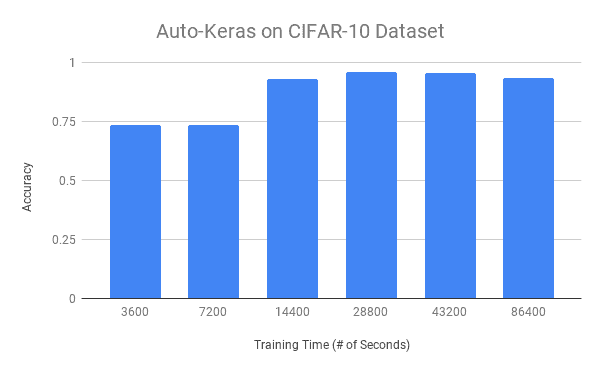 Auto-Keras on CIFAR-10 Dataset
1
0.75
0.5
0.25
0
Accuracy
3600 7200 14400 28800 43200 86400
Training Time (# of Seconds)